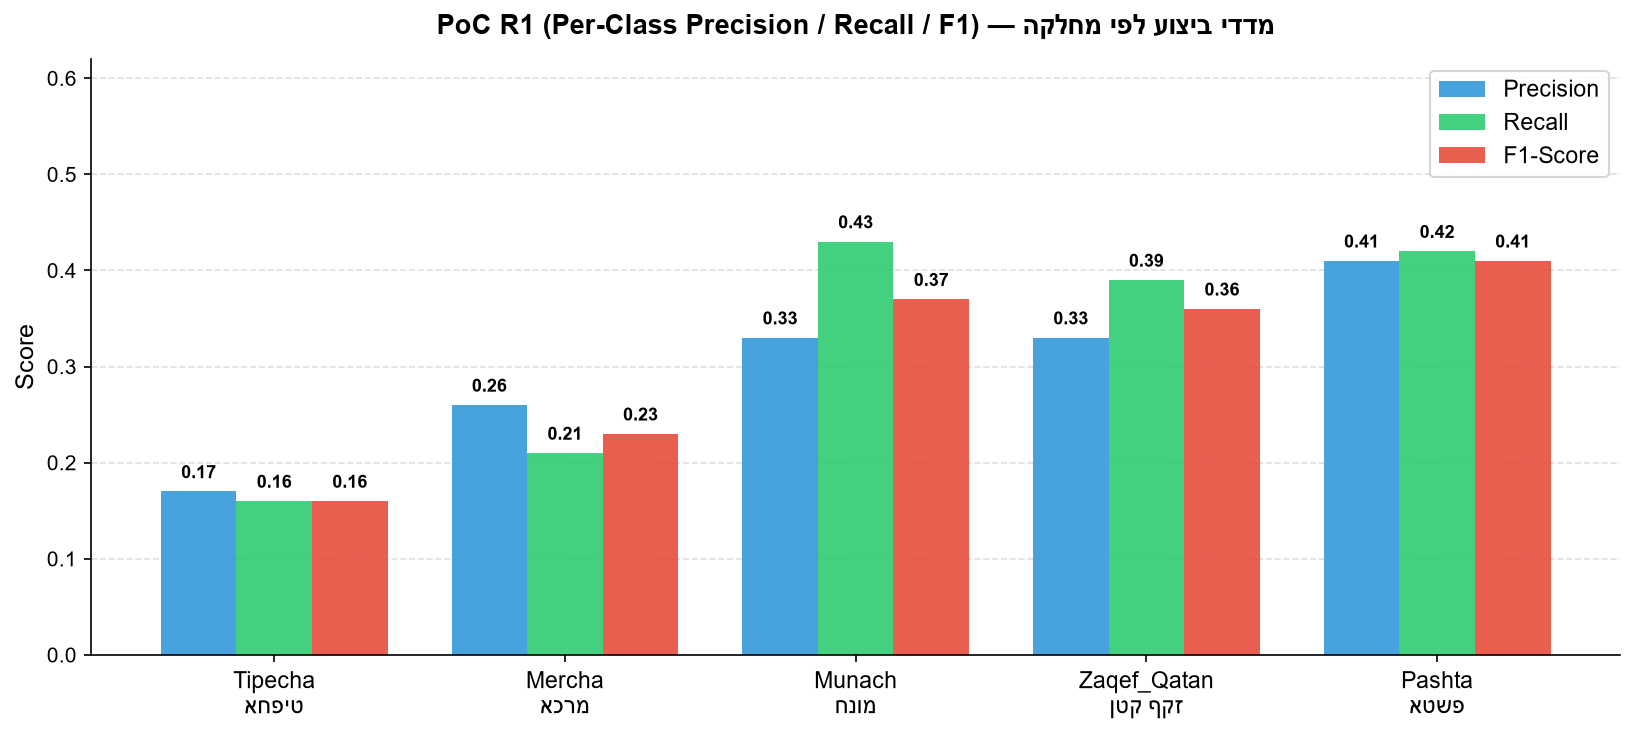 PoC R1 (Per-Class Precision / Recall / F1) — מדדי ביצוע לפי מחלקה
Precision
Recall
F1-Score
Score
0.6
0.5
0.4
0.3
0.2
0.1
0.0
0.17
0.16
0.16
0.26
0.21
0.23
0.33
0.43
0.37
0.33
0.39
0.36
0.41
0.42
0.41
Tipecha
טיפחא
Mercha
מרכא
Munach
מונח
Zaqef_Qatan
זקף קטן
Pashta
פשטא